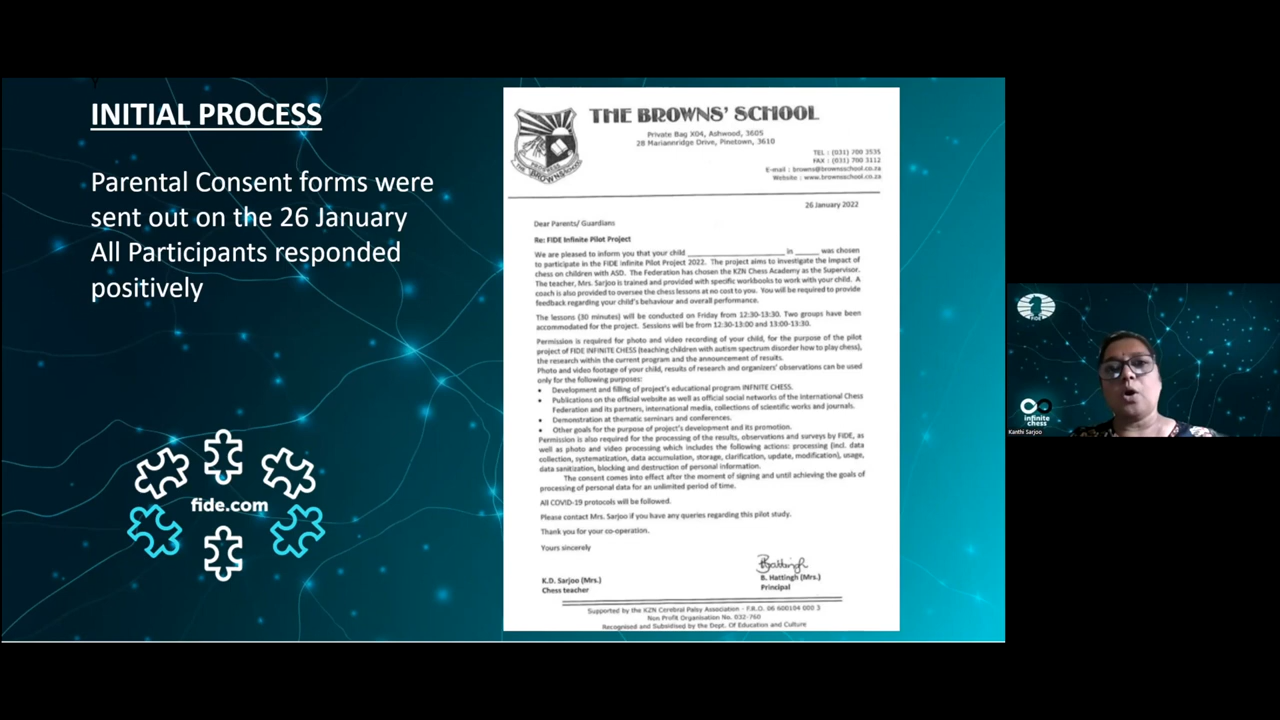 INITIAL PROCESS
Parental Consent forms were
sent out on the 26 January
All Participants responded
positively
fide.com
THE BROWNS' SCHOOL
Private Bag X04, Ashwood, 3605
28 Mariannridge Drive, Pinetown, 3610
TEL : (031) 700 3535
FAX : (031) 700 3112
E-mail : browns@brownsschool.co.za
Website : www.brownsschool.co.za
THE BROWNS SCHOOL
26 January 2022
Dear Parents/ Guardians
Re: FIDE Infinite Pilot Project
We are pleased to inform you that your child ____________________ in _____ was chosen
to participate in the FIDE Infinite Pilot Project 2022. The project aims to investigate the impact of
chess on children with ASD. The Federation has chosen the KZN Chess Academy as the Supervisor.
The teacher, Mrs. Sarjoo is trained and provided with specific workbooks to work with your child. A
coach is also provided to oversee the chess lessons at no cost to you. You will be required to provide
feedback regarding your child's behaviour and overall performance.
The lessons (30 minutes) will be conducted on Friday from 12:30-13:30. Two groups have been
accommodated for the project. Sessions will be from 12:30-13:00 and 13:00-13:30.
Permission is required for photo and video recording of your child, for the purpose of the pilot
project of FIDE INFINITE CHESS (teaching children with autism spectrum disorder how to play chess),
the research within the current program and the announcement of results.
Photo and video footage of your child, results of research and organizers' observations can be used
only for the following purposes:
• Development and filling of project's educational program INFNITE CHESS.
• Publications on the official website as well as official social networks of the International Chess
Federation and its partners, international media, collections of scientific works and journals.
• Demonstration at thematic seminars and conferences.
• Other goals for the purpose of project's development and its promotion.
Permission is also required for the processing of the results, observations and surveys by FIDE, as
well as photo and video processing which includes the following actions: processing (incl. data
collection, systematization, data accumulation, storage, clarification, update, modification), usage,
data sanitization, blocking and destruction of personal information.
The consent comes into effect after the moment of signing and until achieving the goals of
processing of personal data for an unlimited period of time.
All COVID-19 protocols will be followed.
Please contact Mrs. Sarjoo if you have any queries regarding this pilot study.
Thank you for your co-operation.
Yours sincerely
K.D. Sarjoo (Mrs.)
Chess teacher
BHattingh
B. Hattingh (Mrs.)
Principal
Supported by the KZN Cerebral Palsy Association - F.R.O. 06 600104 000 3
Non Profit Organisation No. 032-760
Recognised and Subsidised by the Dept. Of Education and Culture
infinite
chess
Kanthi Sarjoo